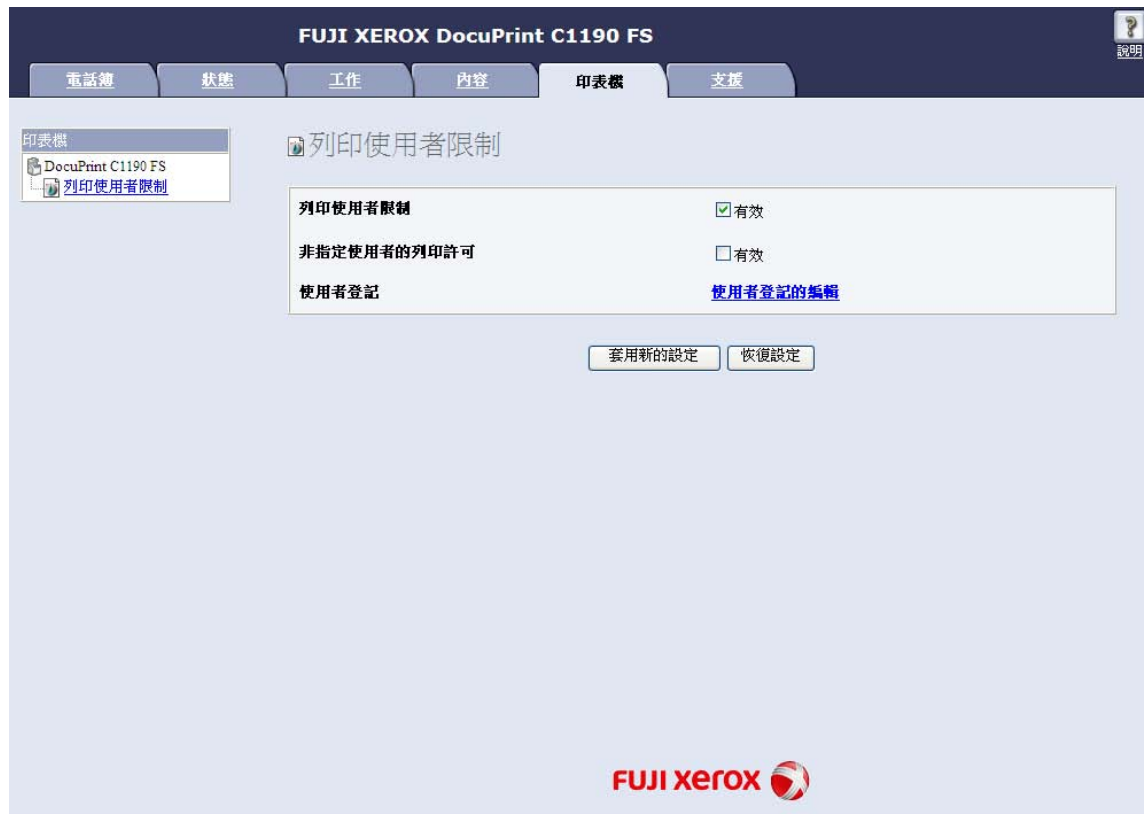 FUJI XEROX DocuPrint C1190 FS
說明
電話簿 狀態 工作 內容 印表機 支援
印表機
DocuPrint C1190 FS
列印使用者限制
列印使用者限制
列印使用者限制 有效
非指定使用者的列印許可 有效
使用者登記 使用者登記的編輯
套用新的設定 恢復設定
FUJI xerox